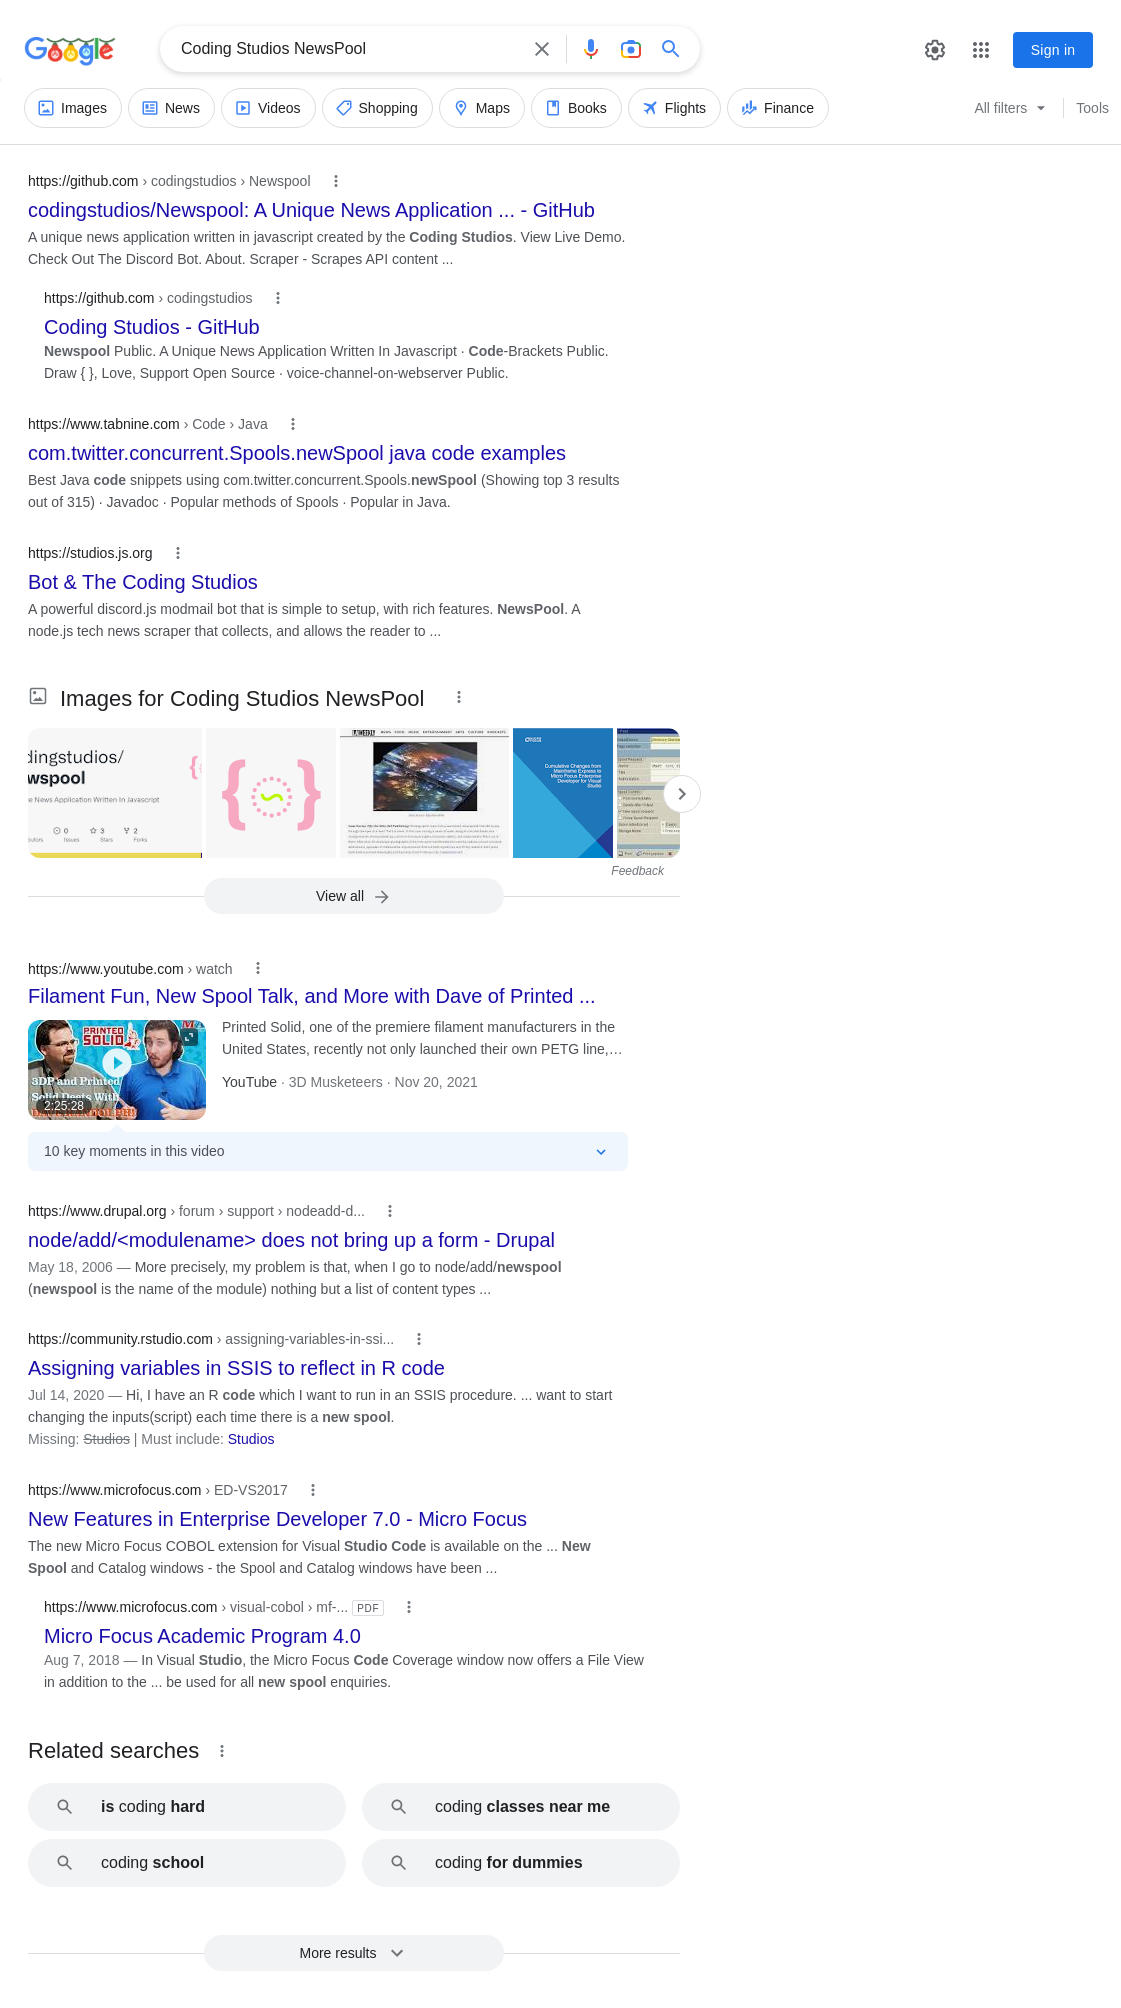 Google
Coding Studios NewsPool
Sign in
Images
News
Videos
Shopping
Maps
Books
Flights
Finance
All filters
Tools
https://github.com › codingstudios › Newspool
codingstudios/Newspool: A Unique News Application ... - GitHub
A unique news application written in javascript created by the Coding Studios. View Live Demo.
Check Out The Discord Bot. About. Scraper - Scrapes API content ...
https://github.com › codingstudios
Coding Studios - GitHub
Newspool Public. A Unique News Application Written In Javascript · Code-Brackets Public.
Draw { }, Love, Support Open Source · voice-channel-on-webserver Public.
https://www.tabnine.com › Code › Java
com.twitter.concurrent.Spools.newSpool java code examples
Best Java code snippets using com.twitter.concurrent.Spools.newSpool (Showing top 3 results
out of 315) · Javadoc · Popular methods of Spools · Popular in Java.
https://studios.js.org
Bot & The Coding Studios
A powerful discord.js modmail bot that is simple to setup, with rich features. NewsPool. A
node.js tech news scraper that collects, and allows the reader to ...
Images for Coding Studios NewsPool
dingstudios/
wspool
e News Application Written In Javascript
0
3
2
Issues
Stars
Forks
WEEKLY
NEWS FOOD MUSIC ENTERTAINMENT ARTS CULTURE PODCASTS
Cumulative Changes from
Mainframe Express to
Micro Focus Enterprise
Developer for Visual
Studio
Feedback
View all
https://www.youtube.com › watch
Filament Fun, New Spool Talk, and More with Dave of Printed ...
PRINTED
SOLID
3DP and Printed
Solid Deets With
2:25:28
Printed Solid, one of the premiere filament manufacturers in the
United States, recently not only launched their own PETG line,…
YouTube · 3D Musketeers · Nov 20, 2021
10 key moments in this video
https://www.drupal.org › forum › support › nodeadd-d...
node/add/<modulename> does not bring up a form - Drupal
May 18, 2006 — More precisely, my problem is that, when I go to node/add/newspool
(newspool is the name of the module) nothing but a list of content types ...
https://community.rstudio.com › assigning-variables-in-ssi...
Assigning variables in SSIS to reflect in R code
Jul 14, 2020 — Hi, I have an R code which I want to run in an SSIS procedure. ... want to start
changing the inputs(script) each time there is a new spool.
Missing: Studios | Must include: Studios
https://www.microfocus.com › ED-VS2017
New Features in Enterprise Developer 7.0 - Micro Focus
The new Micro Focus COBOL extension for Visual Studio Code is available on the ... New
Spool and Catalog windows - the Spool and Catalog windows have been ...
https://www.microfocus.com › visual-cobol › mf-... PDF
Micro Focus Academic Program 4.0
Aug 7, 2018 — In Visual Studio, the Micro Focus Code Coverage window now offers a File View
in addition to the ... be used for all new spool enquiries.
Related searches
is coding hard
coding classes near me
coding school
coding for dummies
More results